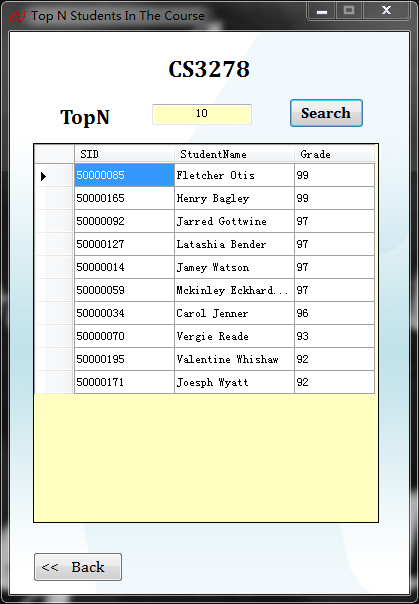 Top N Students In The Course
CS3278
TopN 10 Search
SID StudentName Grade
50000085 Fletcher Otis 99
50000165 Henry Bagley 99
50000092 Jarred Gottwine 97
50000127 Latashia Bender 97
50000014 Jamey Watson 97
50000059 Mckinley Eckhard... 97
50000034 Carol Jenner 96
50000070 Vergie Reade 93
50000195 Valentine Whishaw 92
50000171 Joesph Wyatt 92
<< Back